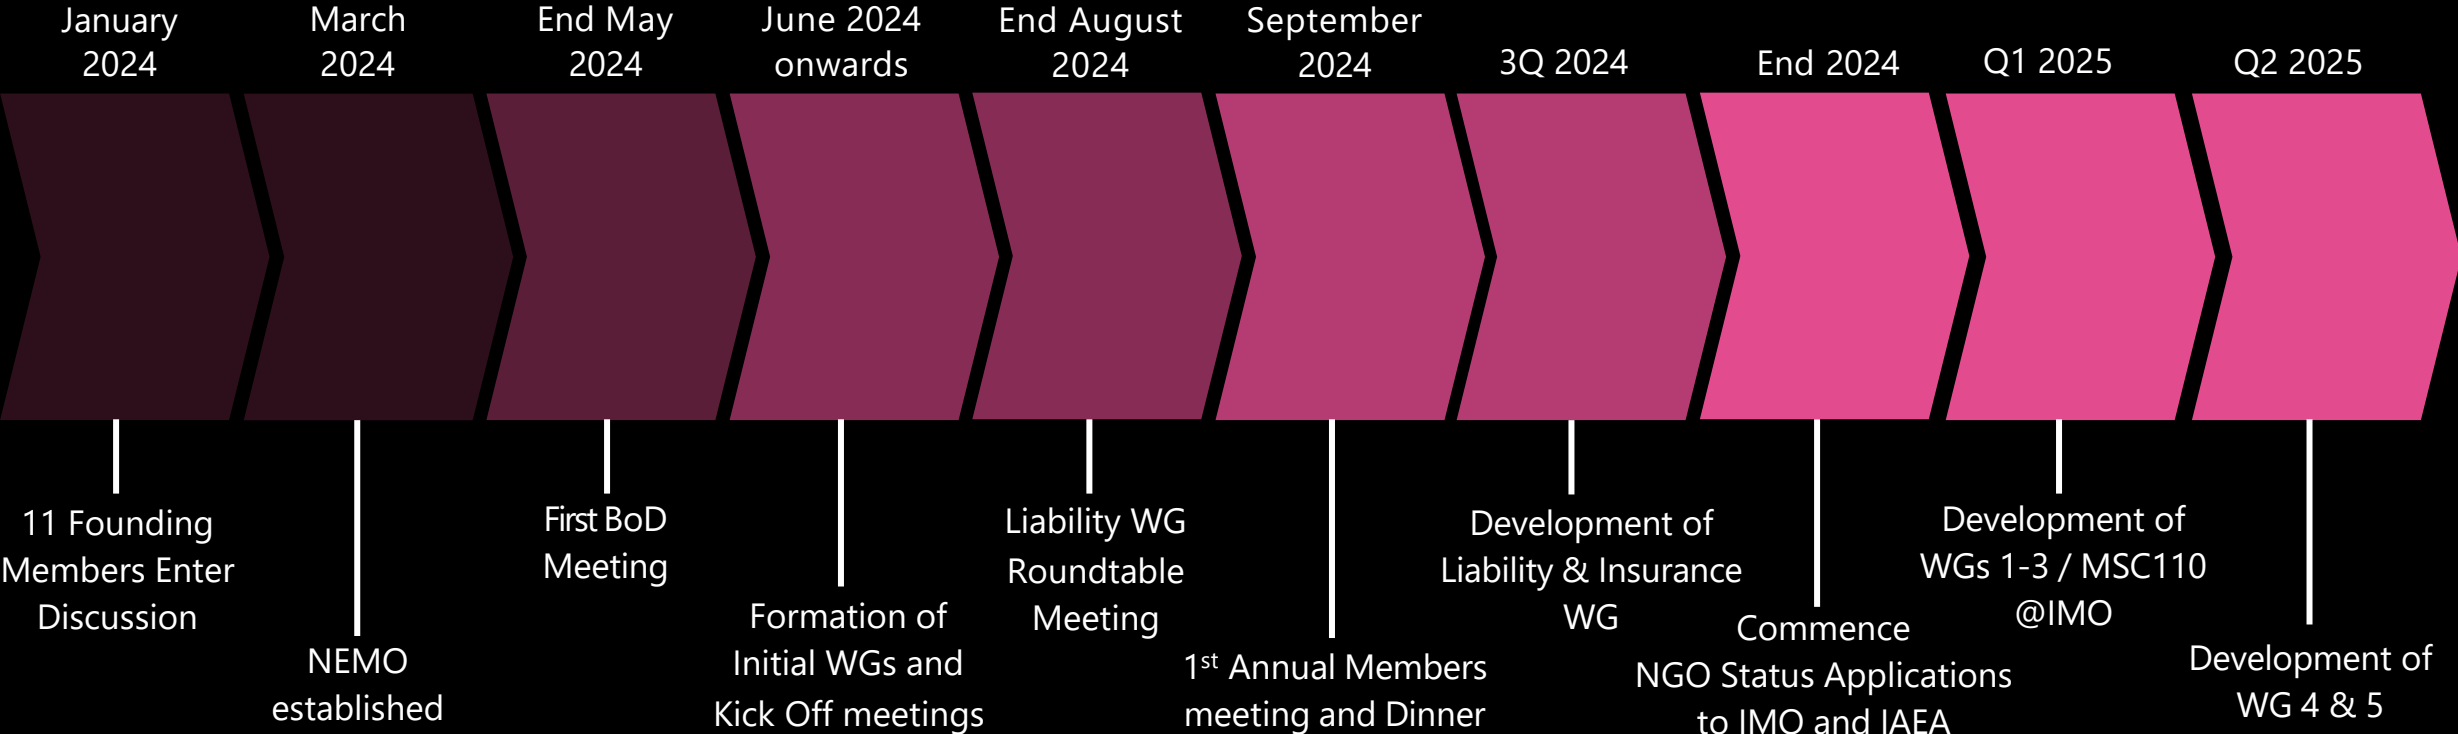 January
2024
March
2024
End May
2024
June 2024
onwards
End August
2024
September
2024
3Q 2024
End 2024
Q1 2025
Q2 2025
11 Founding
Members Enter
Discussion
NEMO
established
First BoD
Meeting
Formation of
Initial WGs and
Kick Off meetings
Liability WG
Roundtable
Meeting
1st Annual Members
meeting and Dinner
Development of
Liability & Insurance
WG
Commence
NGO Status Applications
to IMO and IAEA
Development of
WGs 1-3 / MSC110
@IMO
Development of
WG 4 & 5